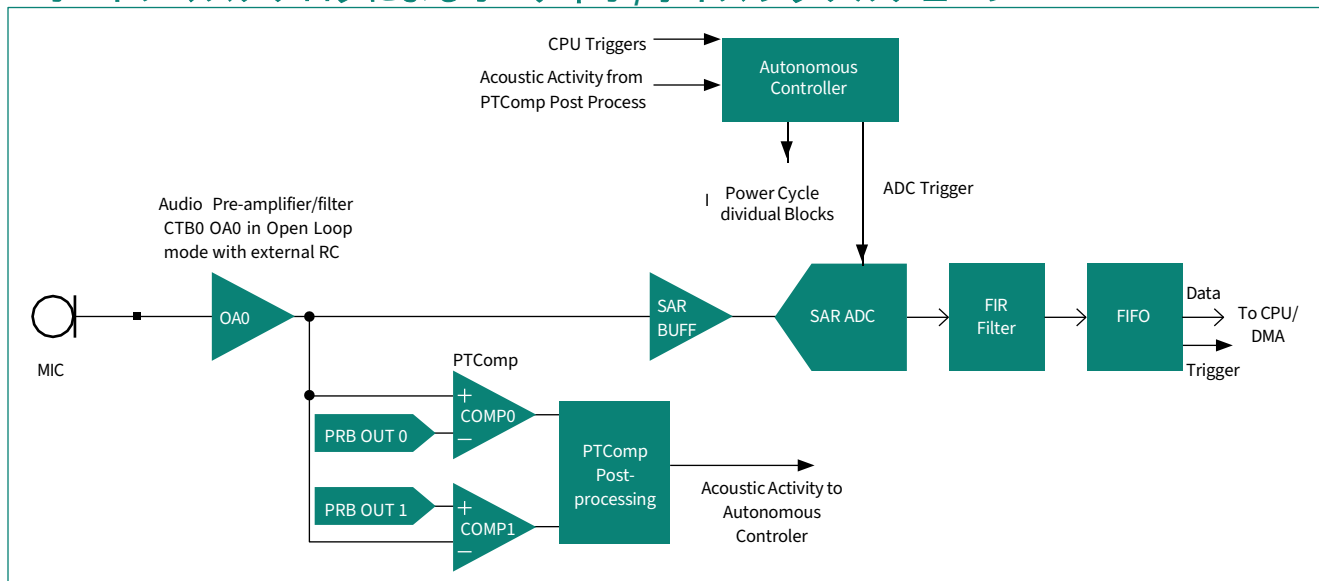 CPU Triggers
Acoustic Activity from
PTComp Post Process
Autonomous
Controller
I Power Cycle
dividual Blocks
ADC Trigger
Audio Pre-amplifier/filter
CTB0 OA0 in Open Loop
mode with external RC
MIC
OA0
SAR
BUFF
SAR ADC
FIR
Filter
FIFO
Data
To CPU/
DMA
Trigger
PTComp
+
COMP0
−
PRB OUT 0
PRB OUT 1
+
COMP1
−
PTComp
Post-
processing
Acoustic Activity to
Autonomous
Controler